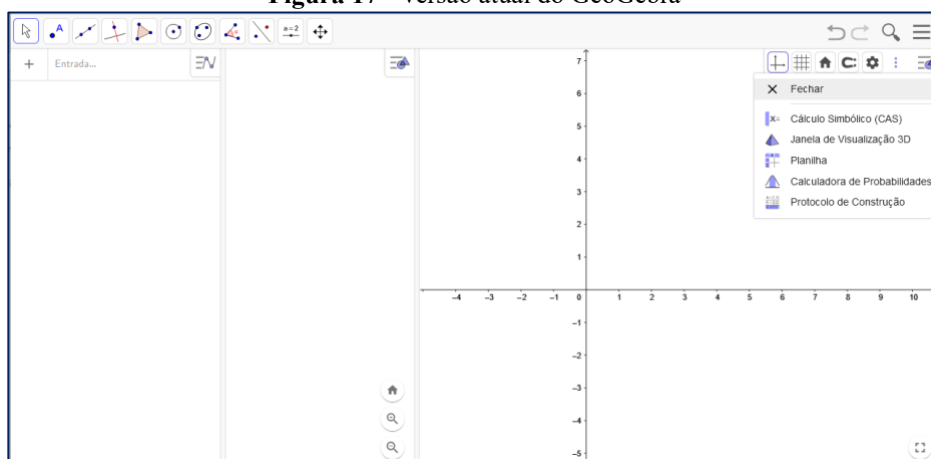 Figura 17 - Versão atual do GeoGebra
A
a=2
+ Entrada...
N
Fechar
x= Cálculo Simbólico (CAS)
Janela de Visualização 3D
Planilha
Calculadora de Probabilidades
Protocolo de Construção
7
6
5
4
3
2
1
–4 –3 –2 –1 0 1 2 3 4 5 6 7 8 9 10
–1
–2
–3
–4
–5